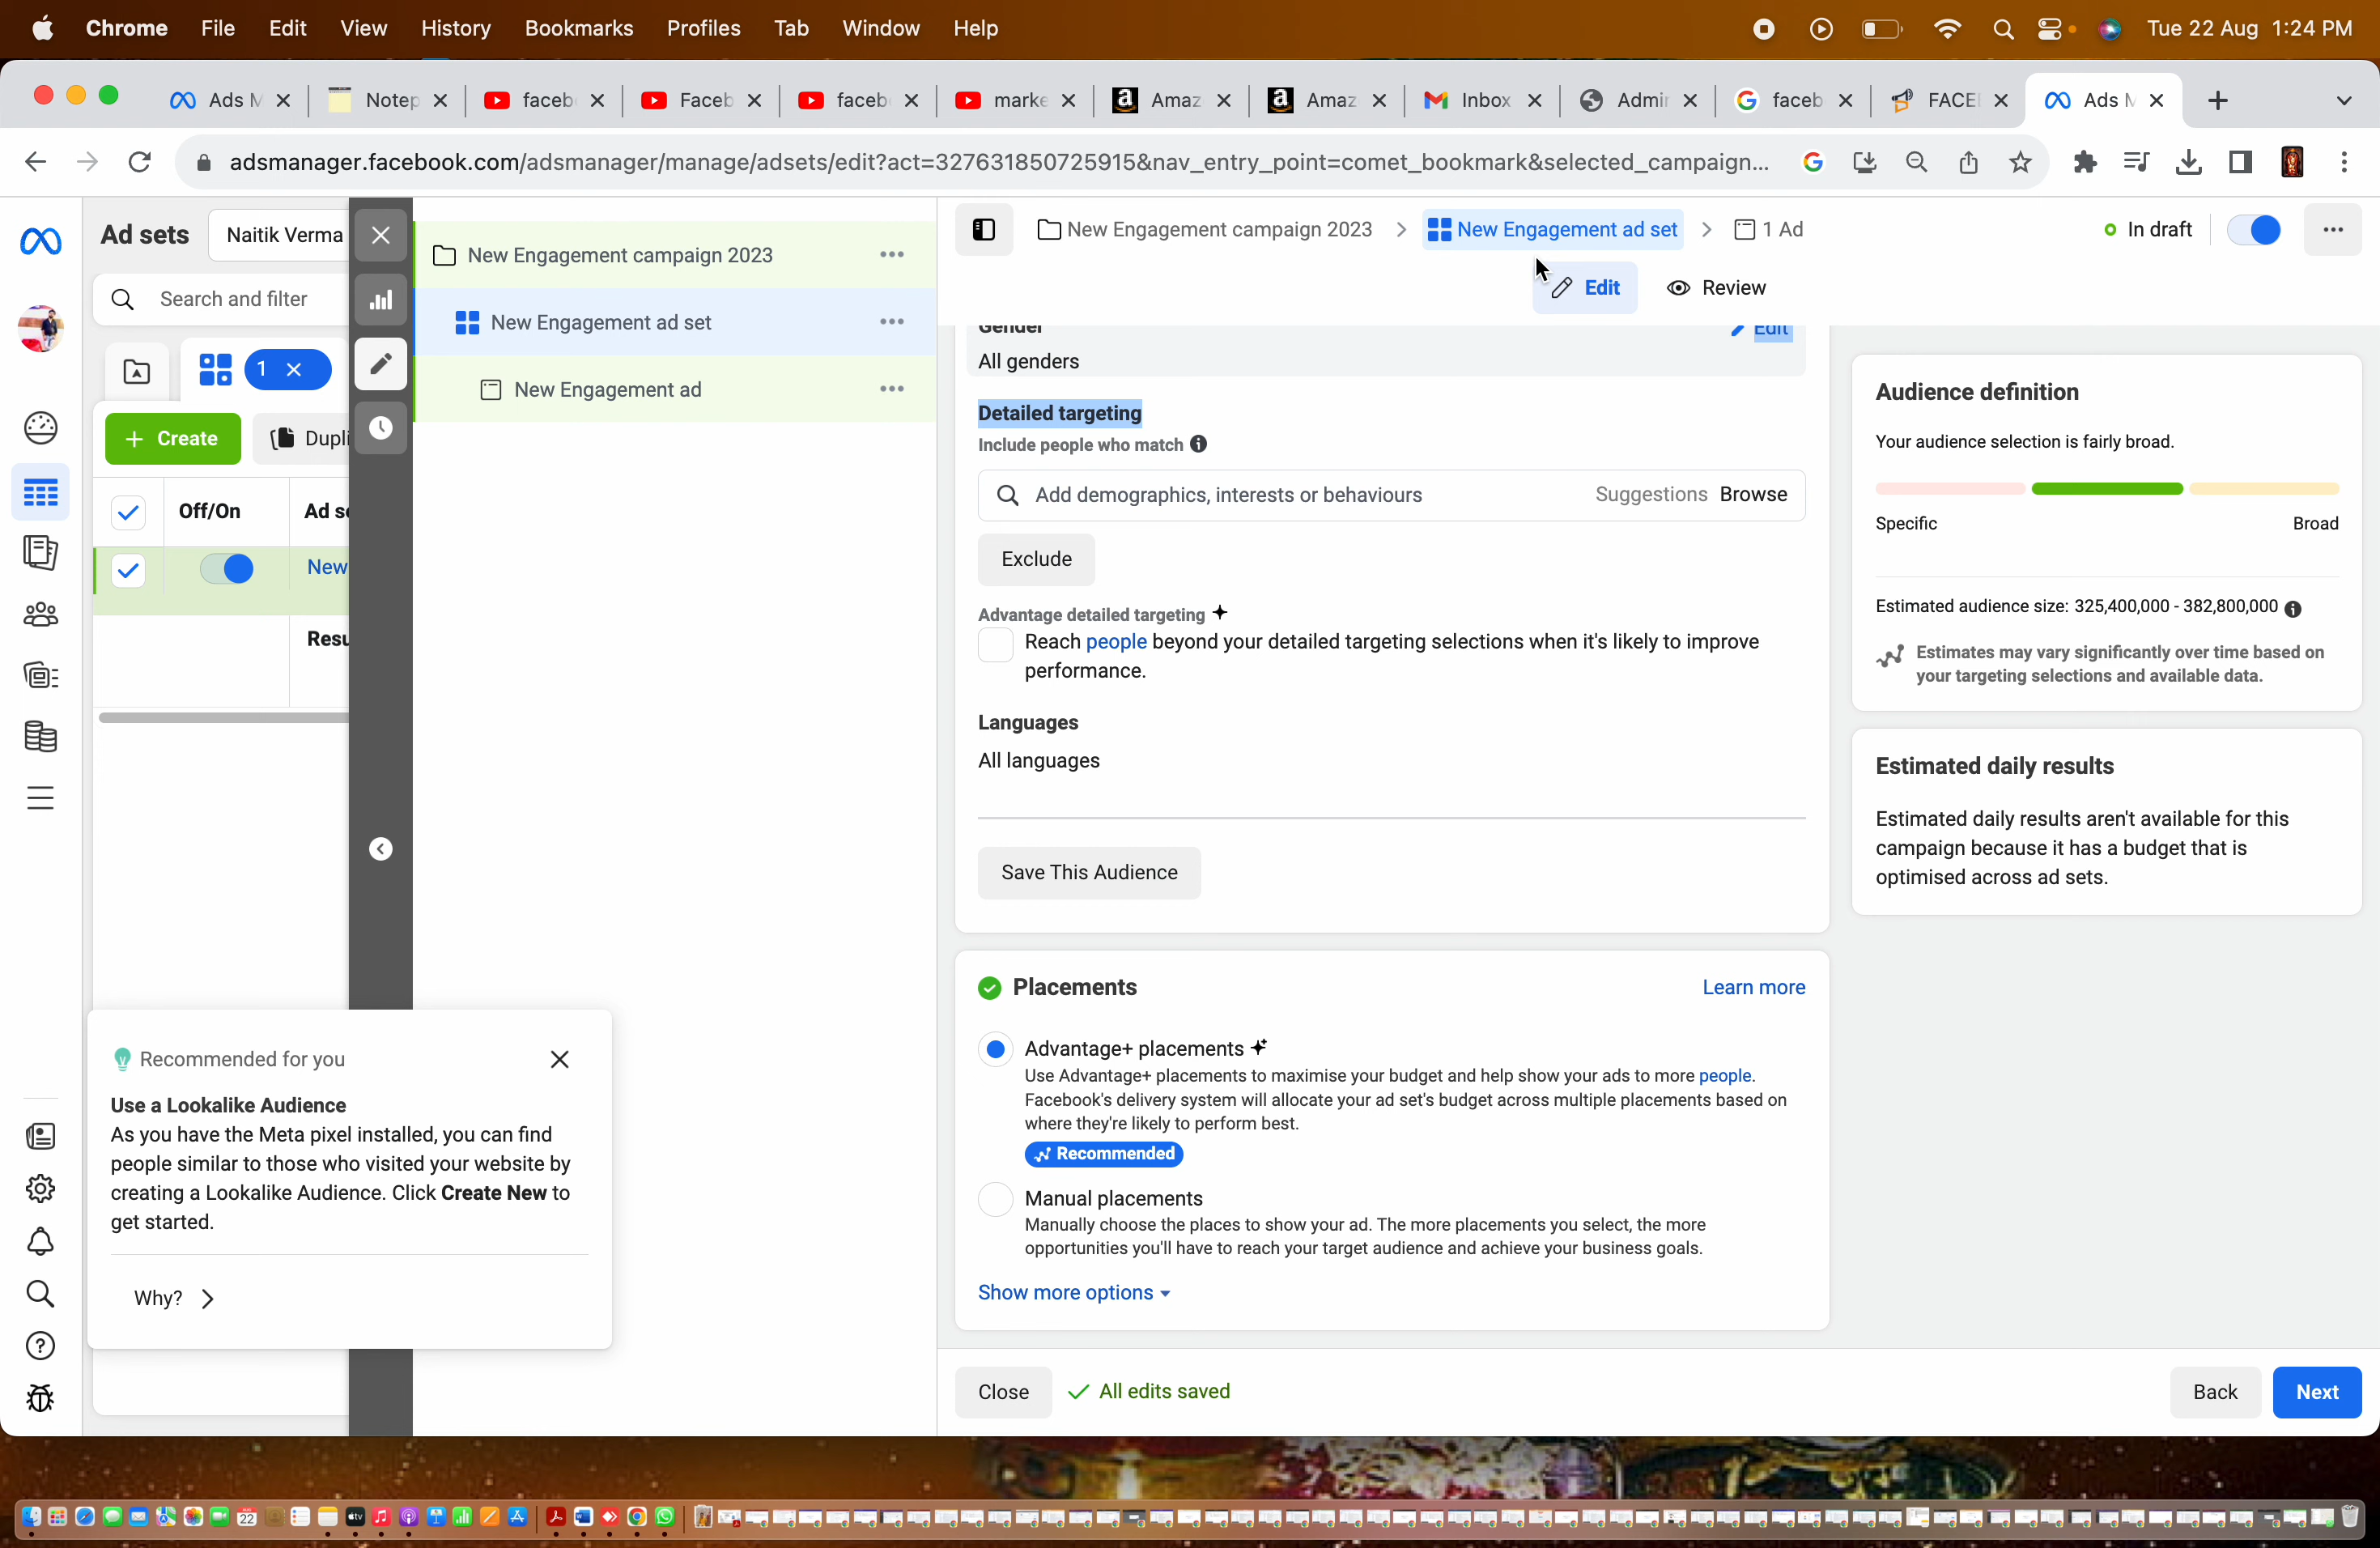 Chrome File Edit View History Bookmarks Profiles Tab Window Help Tue 22 Aug 1:24 PM
Ads M Notep faceb Faceb faceb marke Amaz Amaz Inbox Admin faceb FACEI Ads M
adsmanager.facebook.com/adsmanager/manage/adsets/edit?act=327631850725915&nav_entry_point=comet_bookmark&selected_campaign...
Ad sets Naitik Verma
Search and filter
1
+ Create Dupli
Off/On Ad se
New
Resu
New Engagement campaign 2023
New Engagement ad set
New Engagement ad
Recommended for you
Use a Lookalike Audience
As you have the Meta pixel installed, you can find
people similar to those who visited your website by
creating a Lookalike Audience. Click Create New to
get started.
Why?
New Engagement campaign 2023 > New Engagement ad set > 1 Ad
In draft
Edit Review
Gender Edit
All genders
Detailed targeting
Include people who match
Add demographics, interests or behaviours Suggestions Browse
Exclude
Advantage detailed targeting
Reach people beyond your detailed targeting selections when it's likely to improve
performance.
Languages
All languages
Save This Audience
Placements Learn more
Advantage+ placements
Use Advantage+ placements to maximise your budget and help show your ads to more people.
Facebook's delivery system will allocate your ad set's budget across multiple placements based on
where they're likely to perform best.
Recommended
Manual placements
Manually choose the places to show your ad. The more placements you select, the more
opportunities you'll have to reach your target audience and achieve your business goals.
Show more options
Close All edits saved Back Next
Audience definition
Your audience selection is fairly broad.
Specific Broad
Estimated audience size: 325,400,000 - 382,800,000
Estimates may vary significantly over time based on
your targeting selections and available data.
Estimated daily results
Estimated daily results aren't available for this
campaign because it has a budget that is
optimised across ad sets.
22